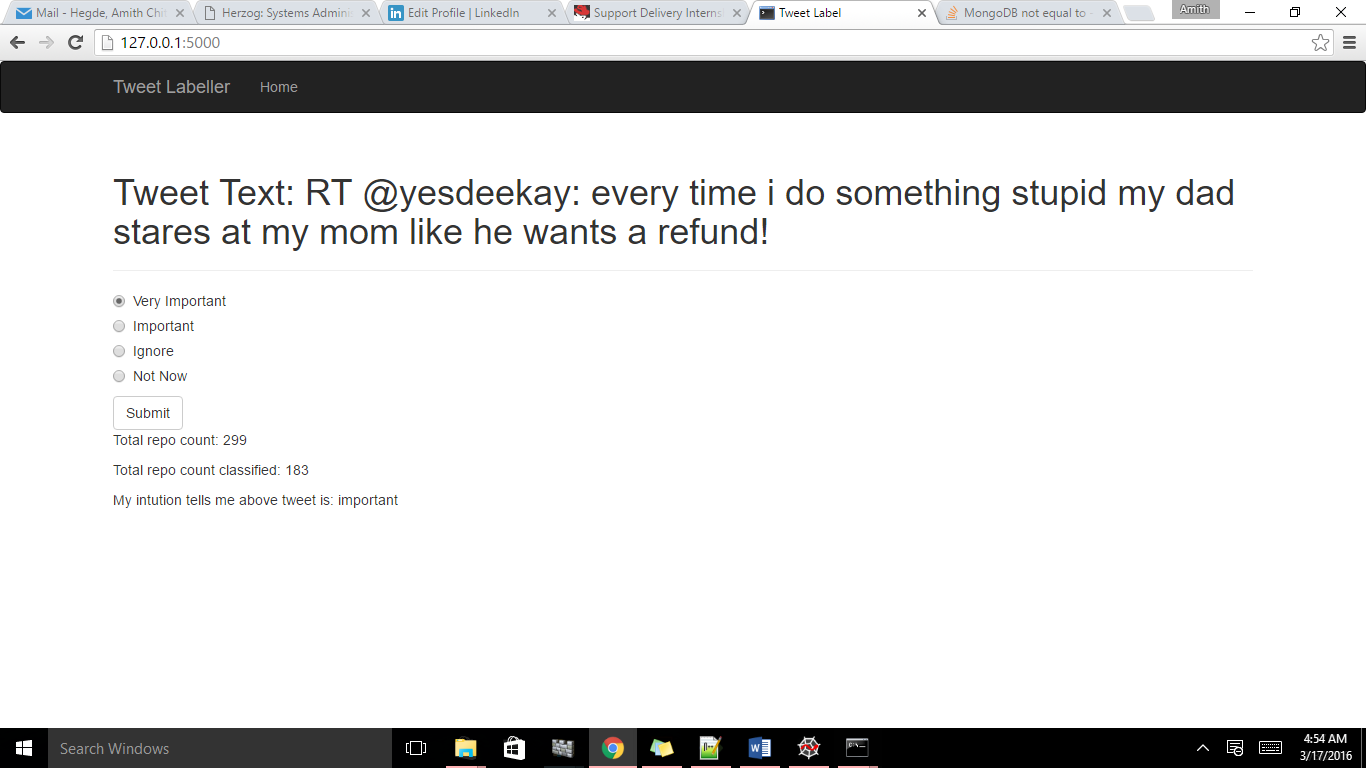 Mail - Hegde, Amith Chit
Herzog: Systems Admini
Edit Profile | LinkedIn
Support Delivery Interns
Tweet Label
MongoDB not equal to -
Amith
127.0.0.1:5000
Tweet Labeller
Home
Tweet Text: RT @yesdeekay: every time i do something stupid my dad
stares at my mom like he wants a refund!
Very Important
Important
Ignore
Not Now
Submit
Total repo count: 299
Total repo count classified: 183
My intution tells me above tweet is: important
Search Windows
4:54 AM
3/17/2016